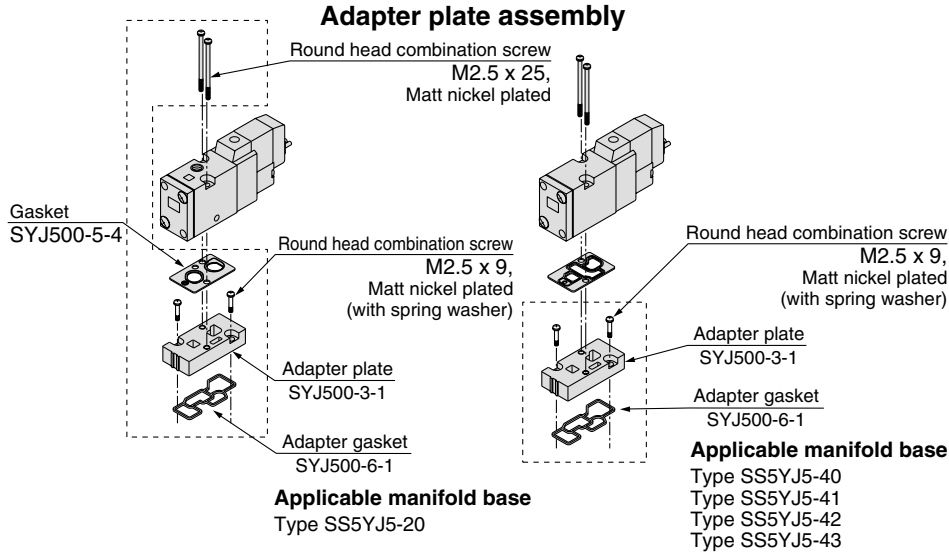 Adapter plate assembly
Round head combination screw
M2.5 x 25,
Matt nickel plated
Gasket
SYJ500-5-4
Round head combination screw
M2.5 x 9,
Matt nickel plated
(with spring washer)
Adapter plate
SYJ500-3-1
Adapter gasket
SYJ500-6-1
Applicable manifold base
Type SS5YJ5-20
Round head combination screw
M2.5 x 9,
Matt nickel plated
(with spring washer)
Adapter plate
SYJ500-3-1
Adapter gasket
SYJ500-6-1
Applicable manifold base
Type SS5YJ5-40
Type SS5YJ5-41
Type SS5YJ5-42
Type SS5YJ5-43